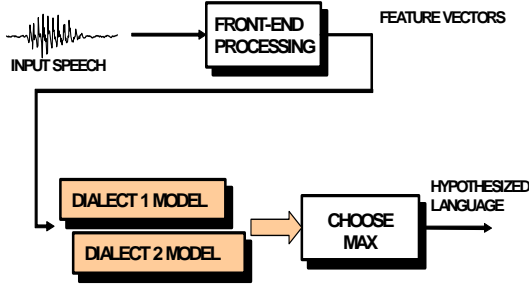 FRONT-END
PROCESSING
FEATURE VECTORS
INPUT SPEECH
DIALECT 1 MODEL
DIALECT 2 MODEL
CHOOSE
MAX
HYPOTHESIZED
LANGUAGE